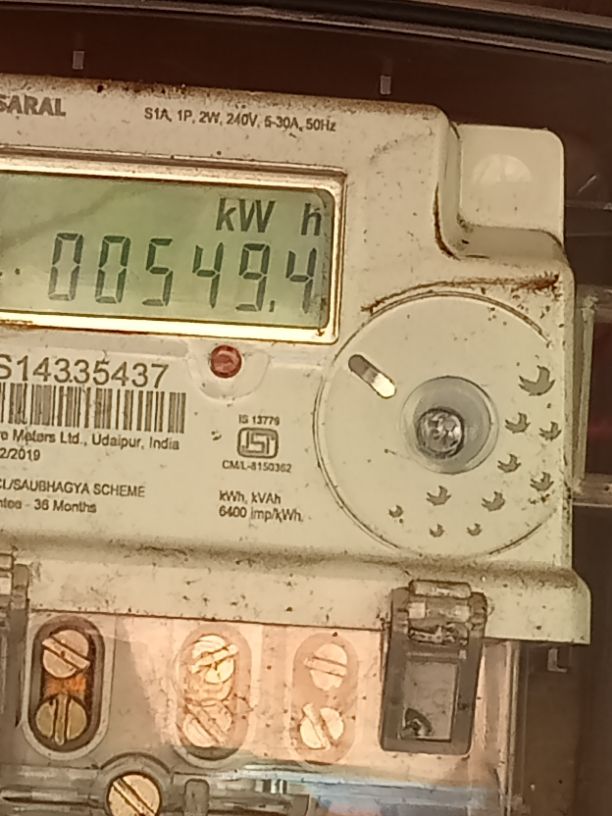 SARAL
S1A, 1P, 2W, 240V, 5-30A, 50Hz
kW h
00549.4
S14335437
IS 13779
CM/L-8150362
Meters Ltd., Udaipur, India
2/2019
CL/SAUBHAGYA SCHEME
ntee - 36 Months
kWh, kVAh
6400 imp/kWh.